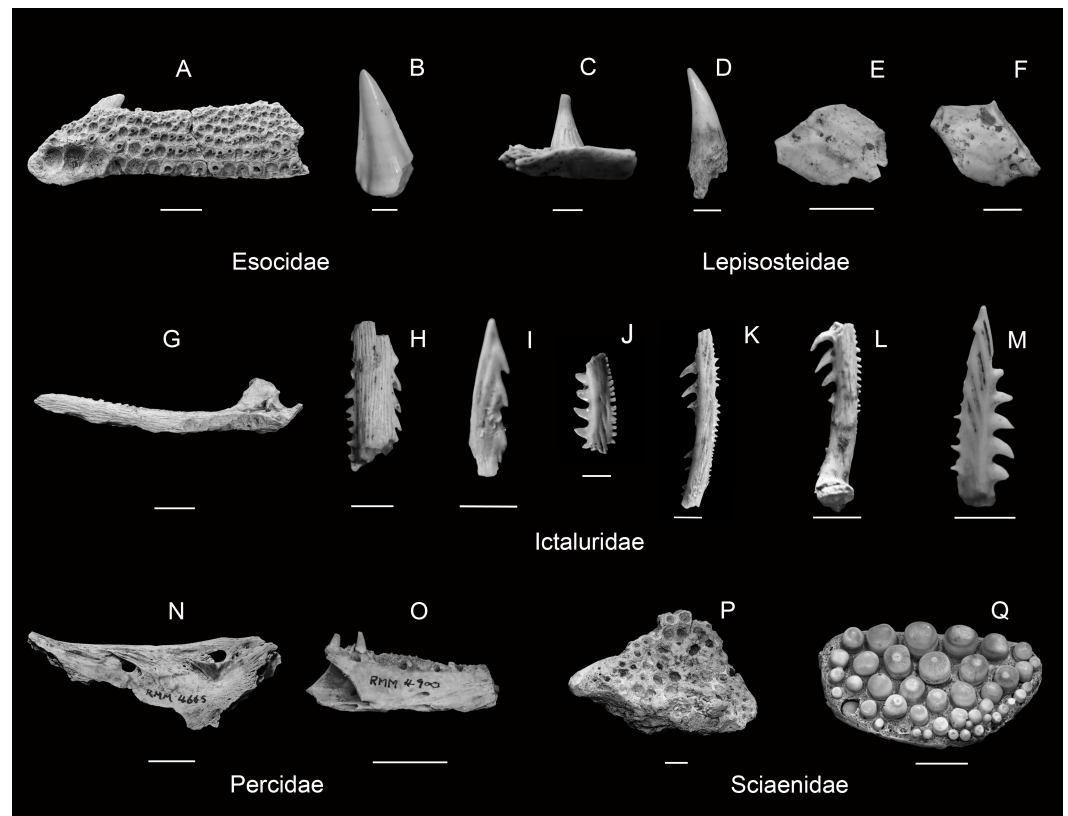 A B C D E F
Esocidae Lepisosteidae
G H I J K L M
Ictaluridae
N O P Q
RMM 4665 RMM 4900
Percidae Sciaenidae